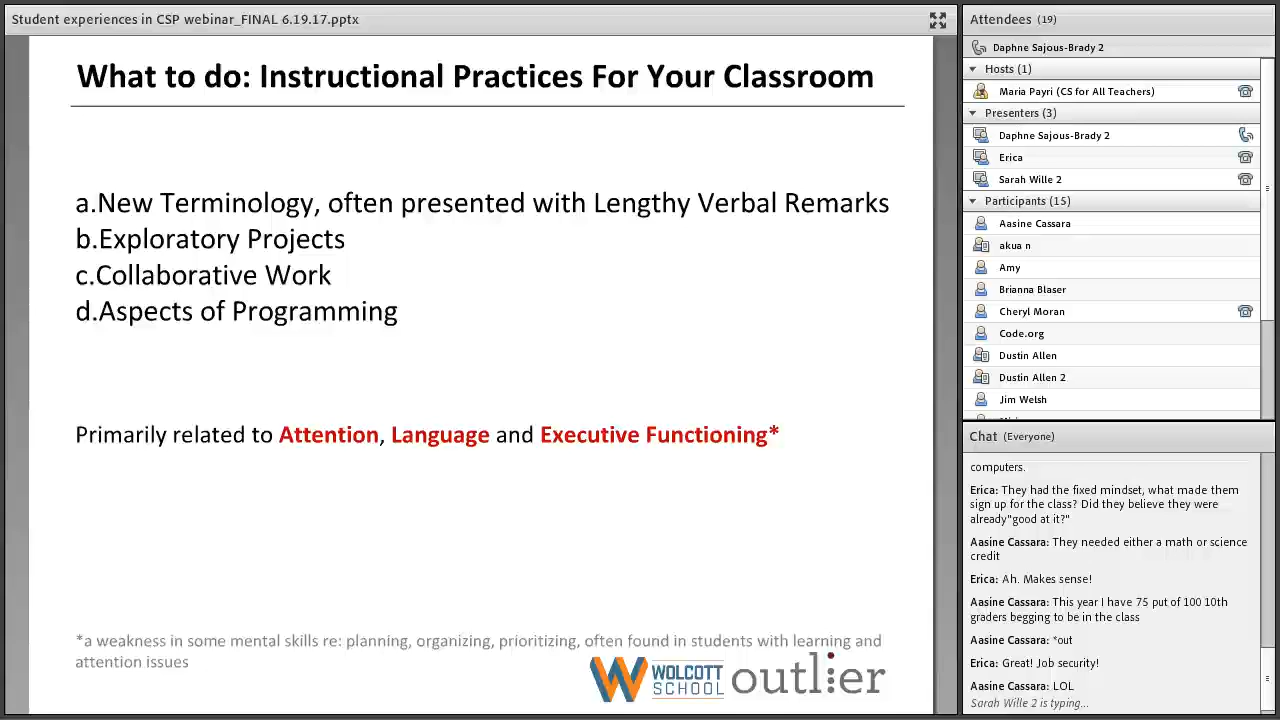 Student experiences in CSP webinar_FINAL 6.19.17.pptx
What to do: Instructional Practices For Your Classroom
a.New Terminology, often presented with Lengthy Verbal Remarks
b.Exploratory Projects
c.Collaborative Work
d.Aspects of Programming
Primarily related to Attention, Language and Executive Functioning*
*a weakness in some mental skills re: planning, organizing, prioritizing, often found in students with learning and
attention issues
W WOLCOTT
SCHOOL
outlier
Attendees (19)
Daphne Sajous-Brady 2
Hosts (1)
Maria Payri (CS for All Teachers)
Presenters (3)
Daphne Sajous-Brady 2
Erica
Sarah Wille 2
Participants (15)
Aasine Cassara
akua n
Amy
Brianna Blaser
Cheryl Moran
Code.org
Dustin Allen
Dustin Allen 2
Jim Welsh
Chat (Everyone)
computers.
Erica: They had the fixed mindset, what made them
sign up for the class? Did they believe they were
already"good at it?"
Aasine Cassara: They needed either a math or science
credit
Erica: Ah. Makes sense!
Aasine Cassara: This year I have 75 put of 100 10th
graders begging to be in the class
Aasine Cassara: *out
Erica: Great! Job security!
Aasine Cassara: LOL
Sarah Wille 2 is typing...